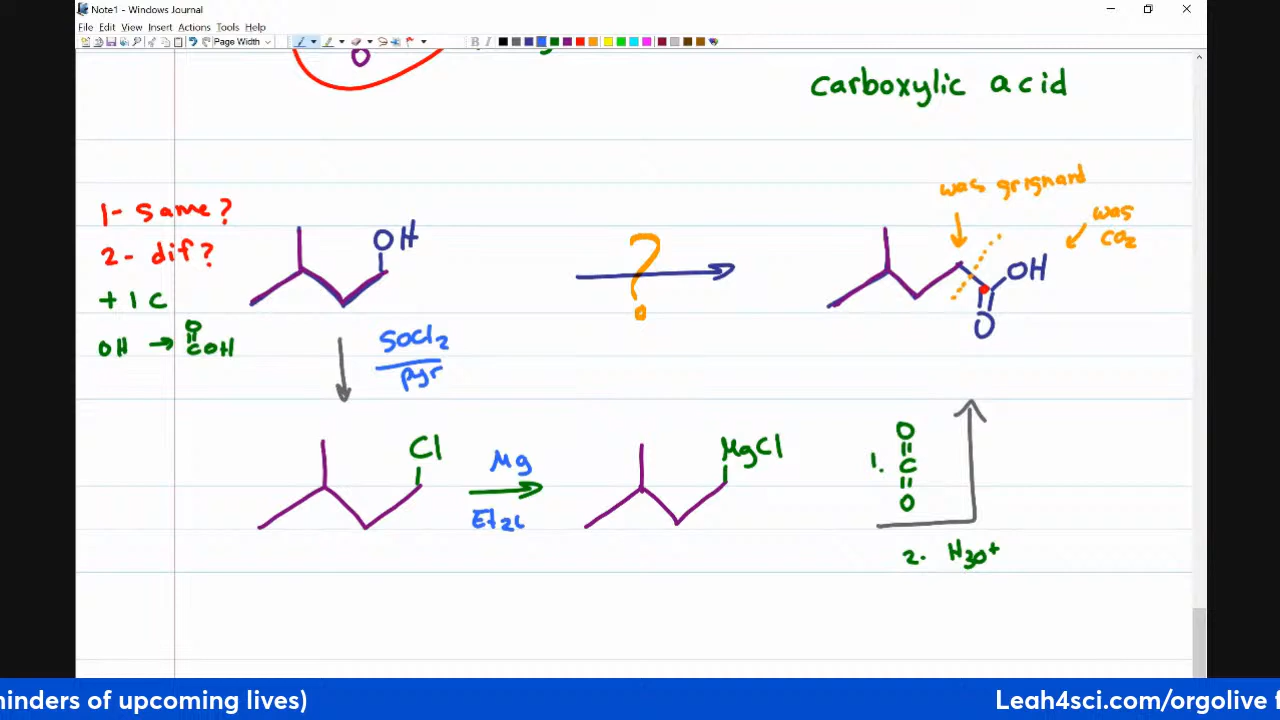 Note1 - Windows Journal
File Edit View Insert Actions Tools Help
Page Width
B I
O
carboxylic acid
was grignard
was
CO2
1- same?
2- dif?
+ 1 C
OH → O
COH
OH
?
OH
O
SOCl2
pyr
Cl
Mg
Et2C
MgCl
O
1. C
O
2. H3O+
minders of upcoming lives)
Leah4sci.com/orgolive